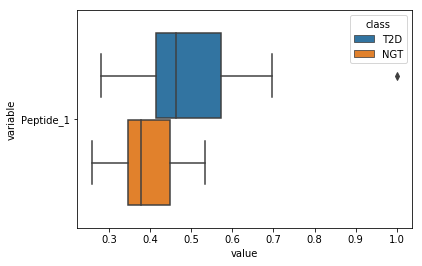 class
T2D
NGT
variable
Peptide_1
0.3 0.4 0.5 0.6 0.7 0.8 0.9 1.0
value